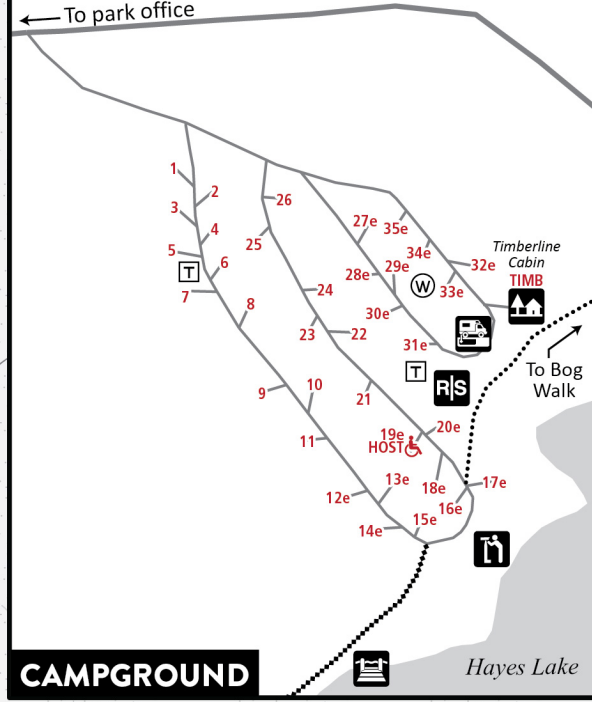 To park office
1
2
3
4
5
T
6
7
8
9
10
11
12e
13e
14e
15e
16e
17e
18e
19e
HOST
20e
21
22
23
24
25
26
27e
28e
29e
30e
31e
32e
33e
34e
35e
W
Timberline
Cabin
TIMB
T
R|S
To Bog
Walk
CAMPGROUND
Hayes Lake